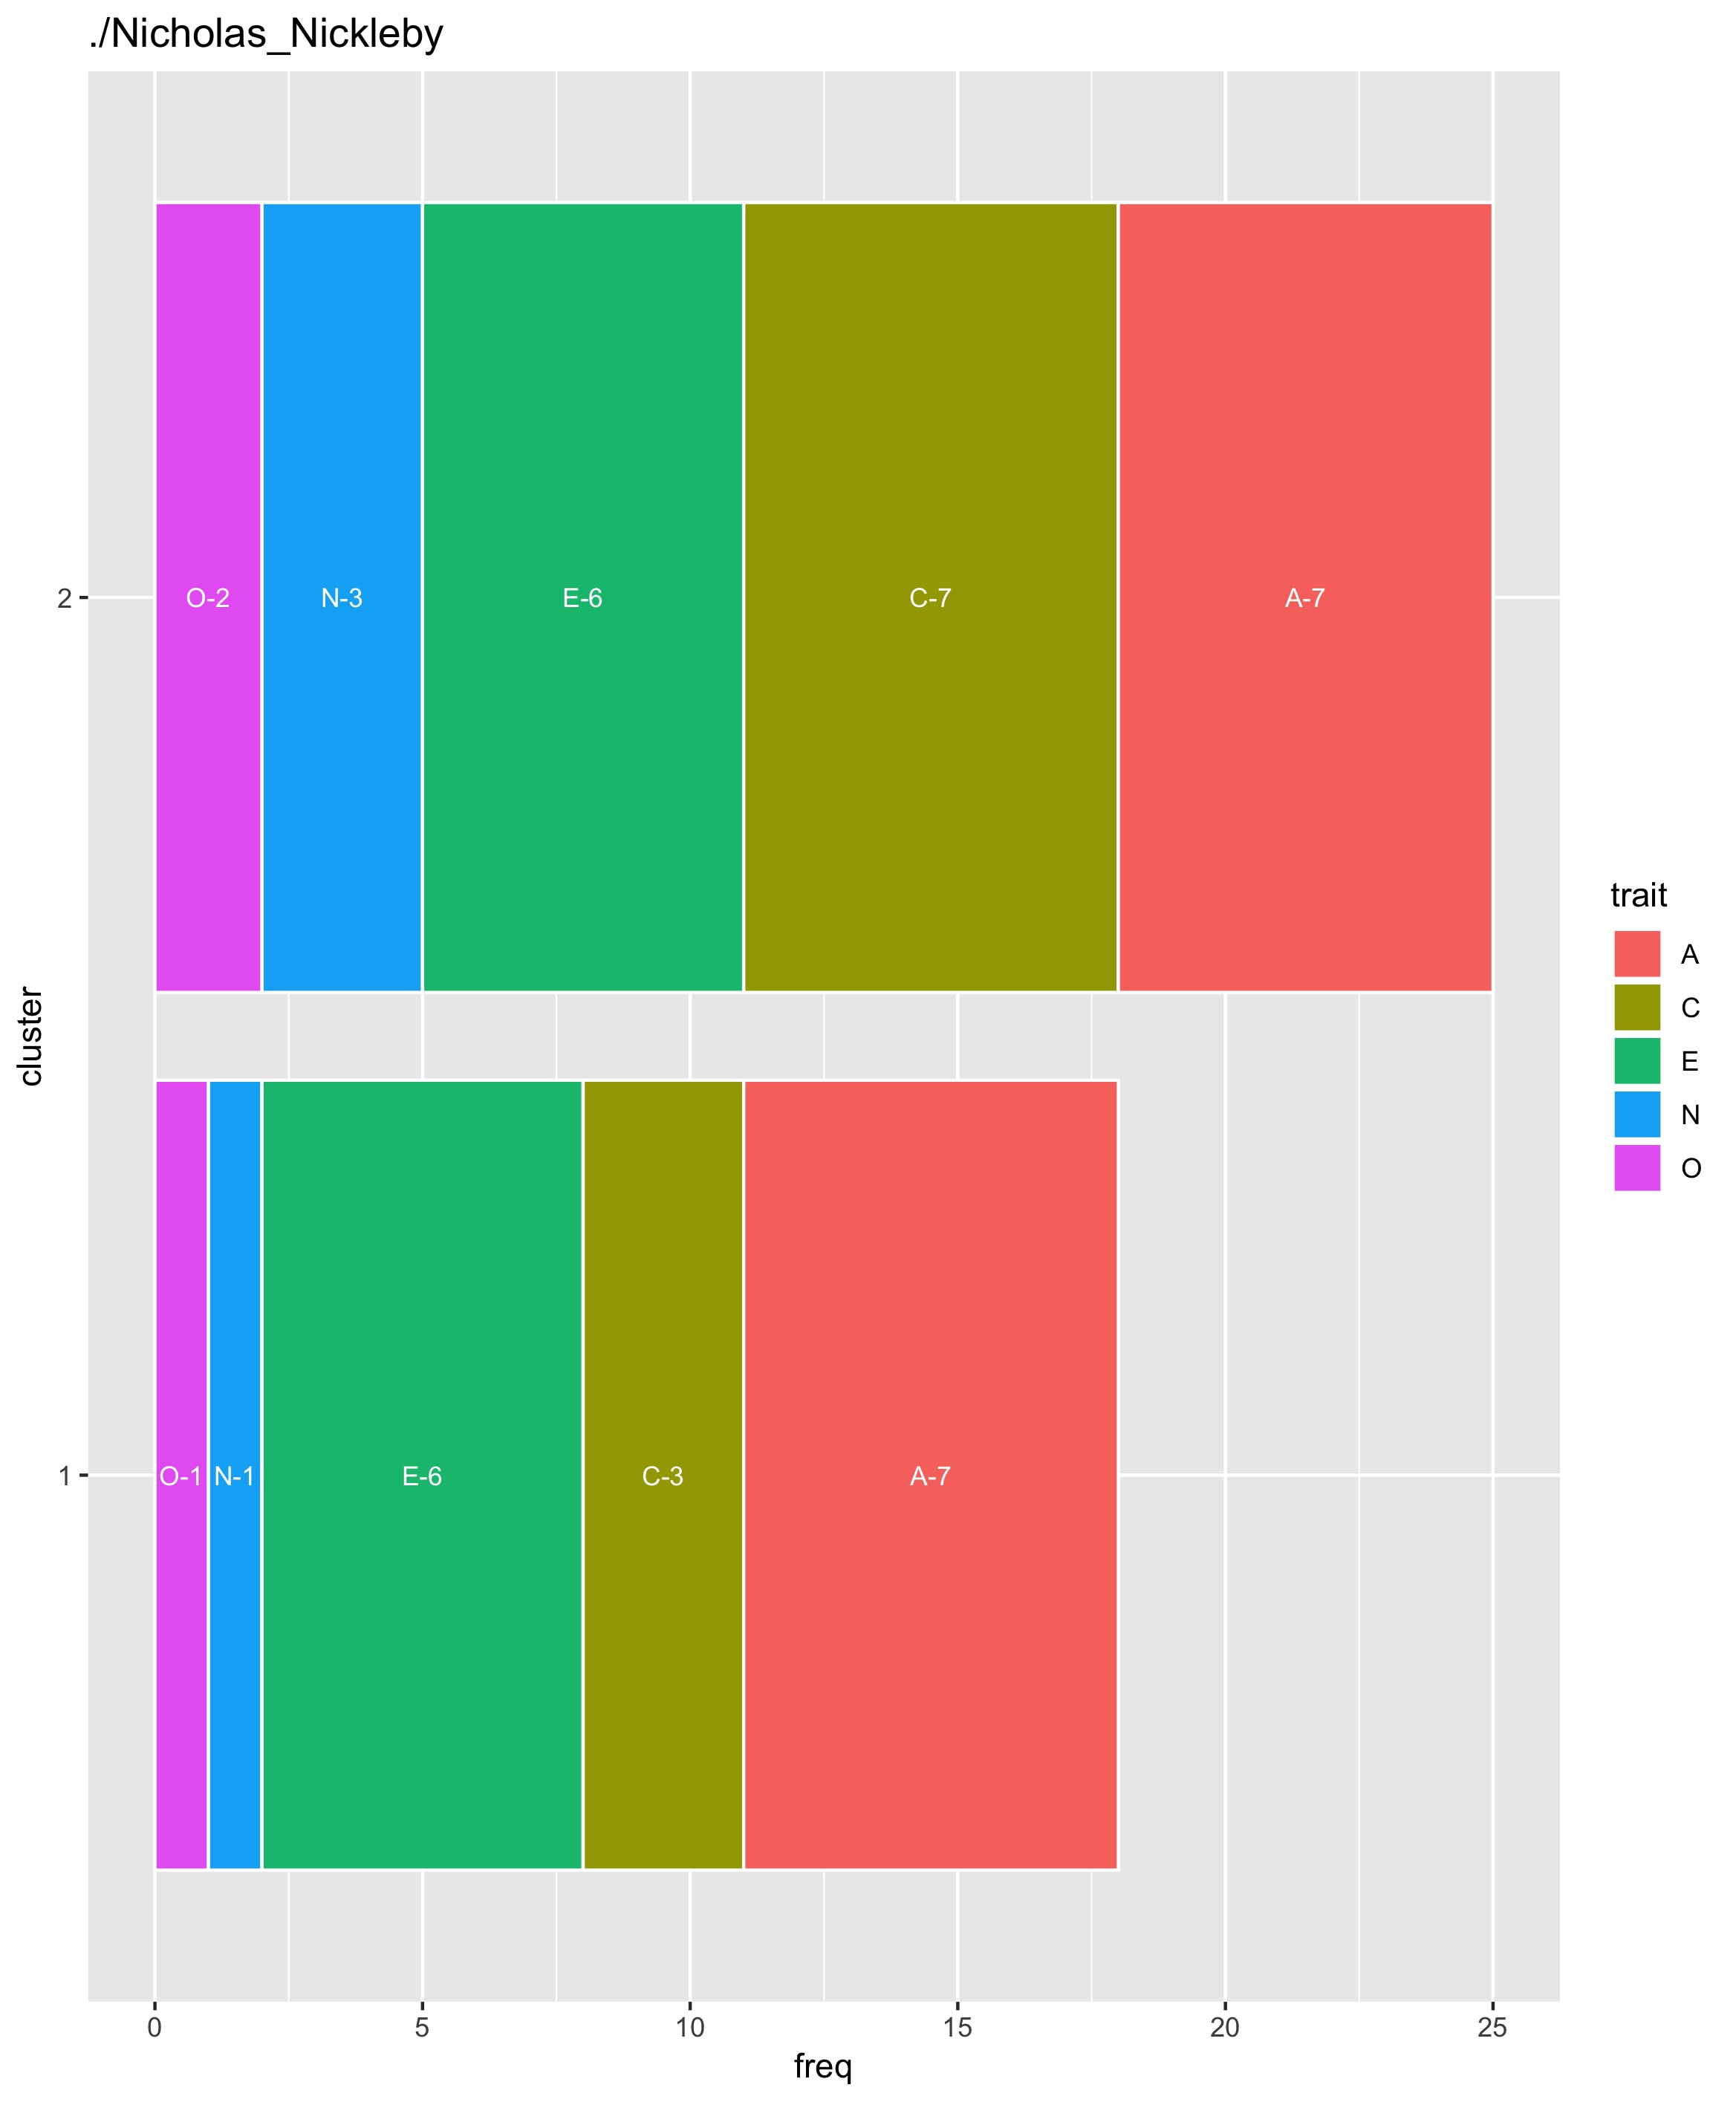 ./Nicholas_Nickleby
cluster
2
O-2 N-3 E-6 C-7 A-7
1
O-1 N-1 E-6 C-3 A-7
0 5 10 15 20 25
freq
trait
A
C
E
N
O